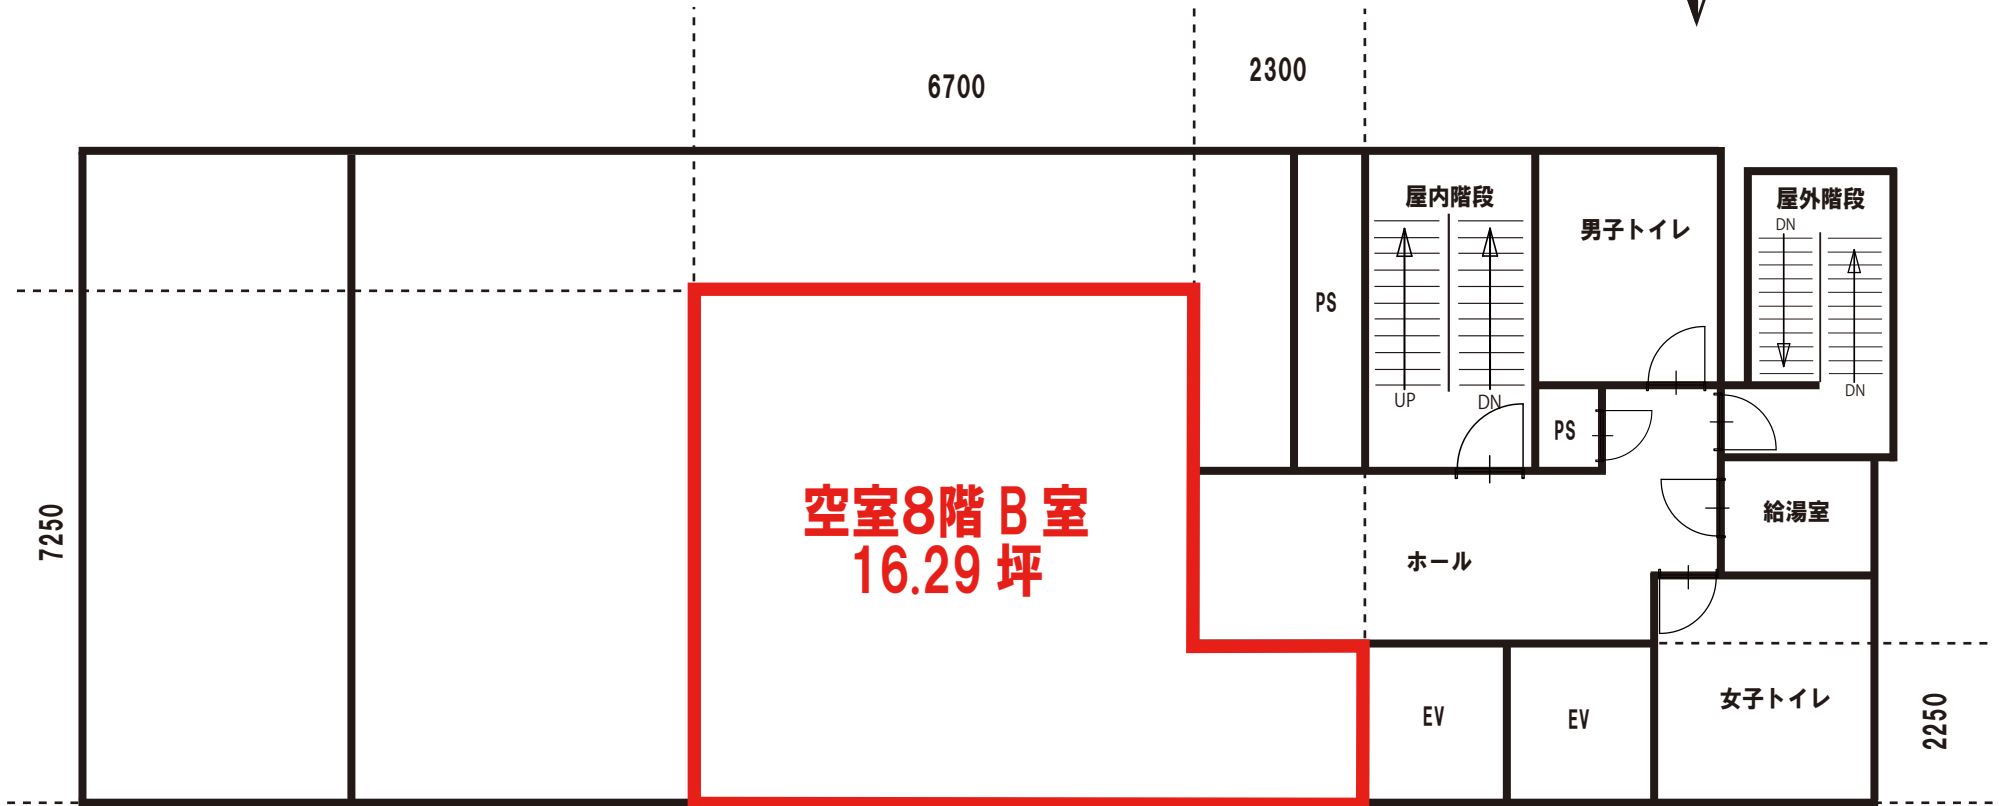 2300
6700
屋内階段
屋外階段
DN
男子トイレ
PS
UP
DN
DN
PS
空室8階 B 室
16.29 坪
7250
給湯室
ホール
女子トイレ
EV
EV
2250